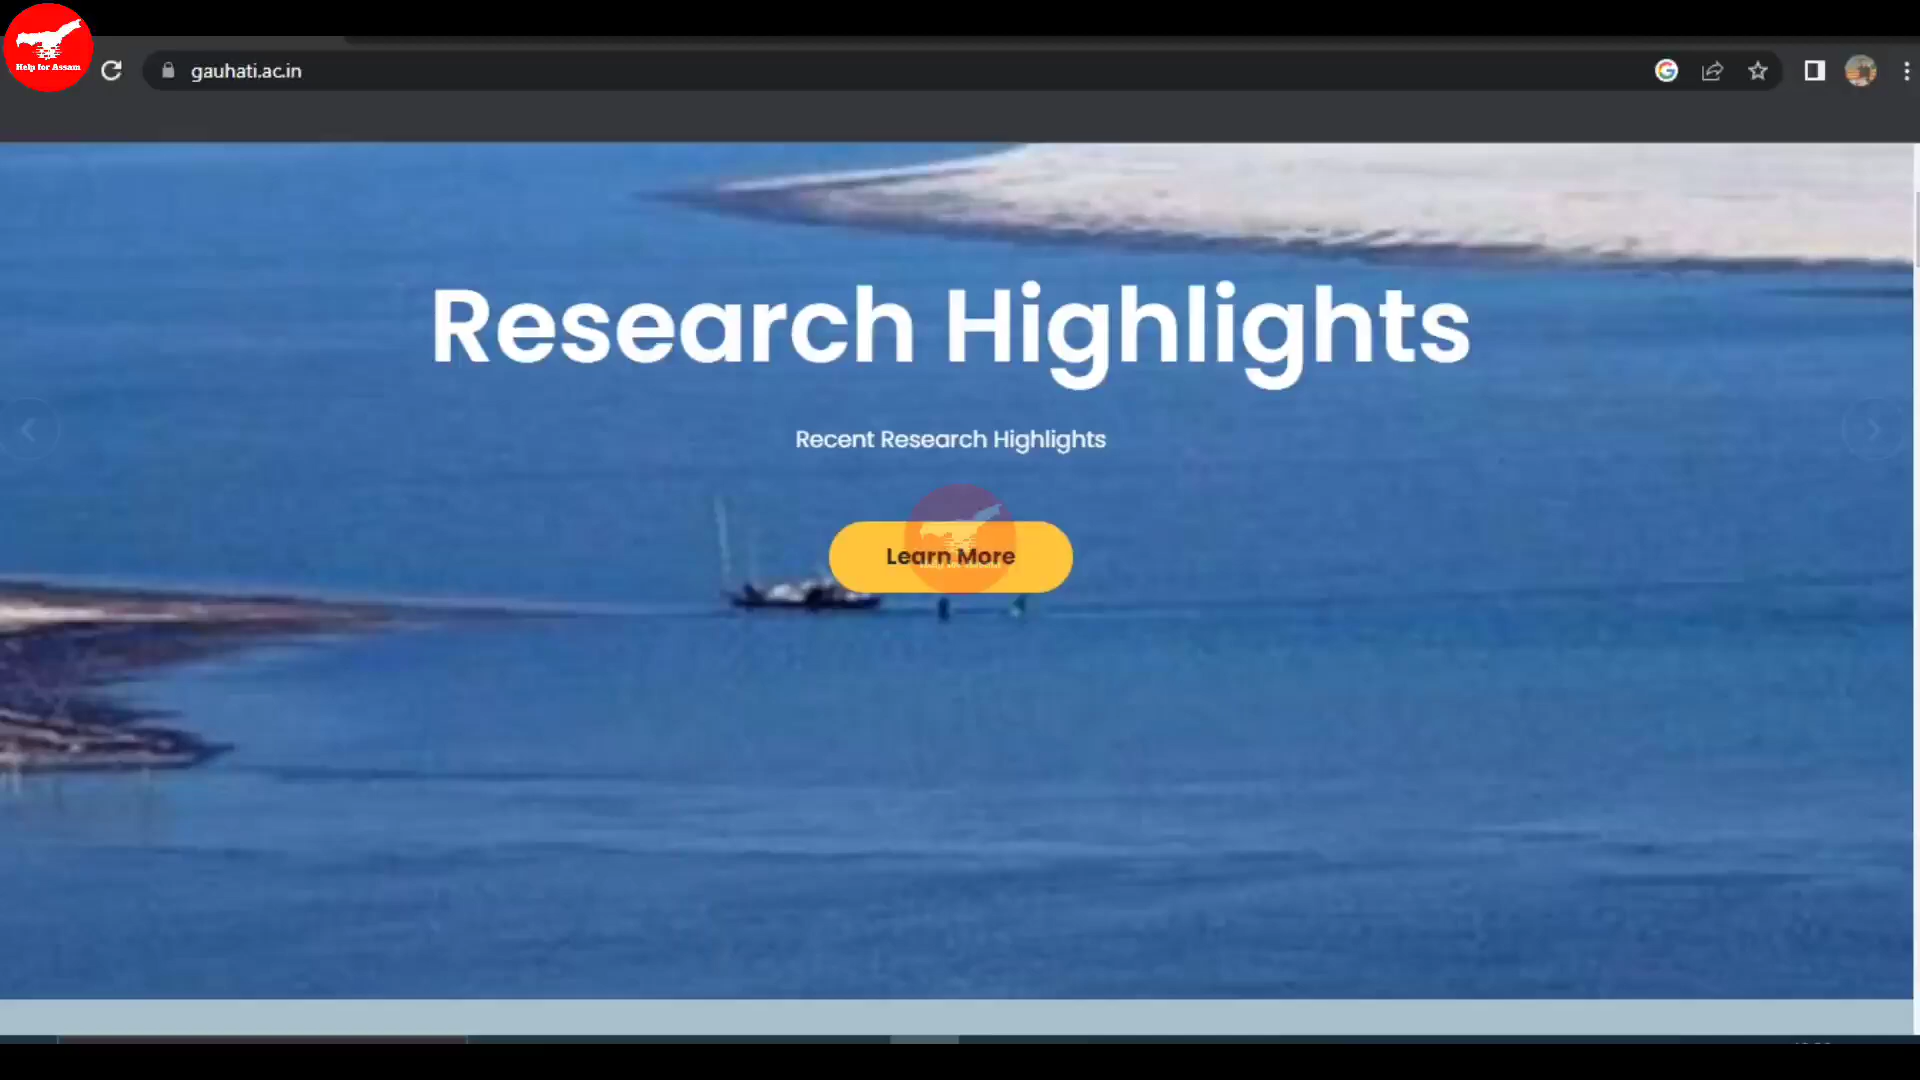 Help for Assam
gauhati.ac.in
Research Highlights
Recent Research Highlights
Learn More